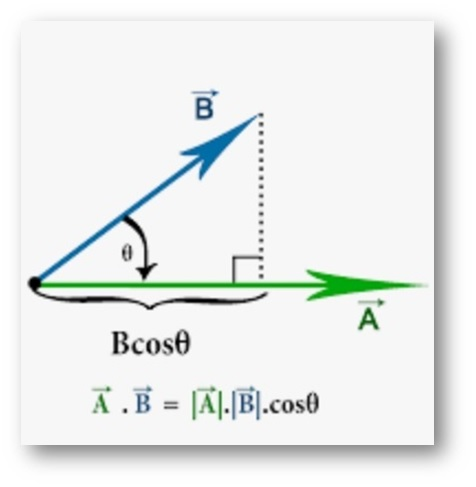 B⃗
θ
A⃗
Bcosθ
A⃗ . B⃗ = |A⃗|.|B⃗|.cosθ